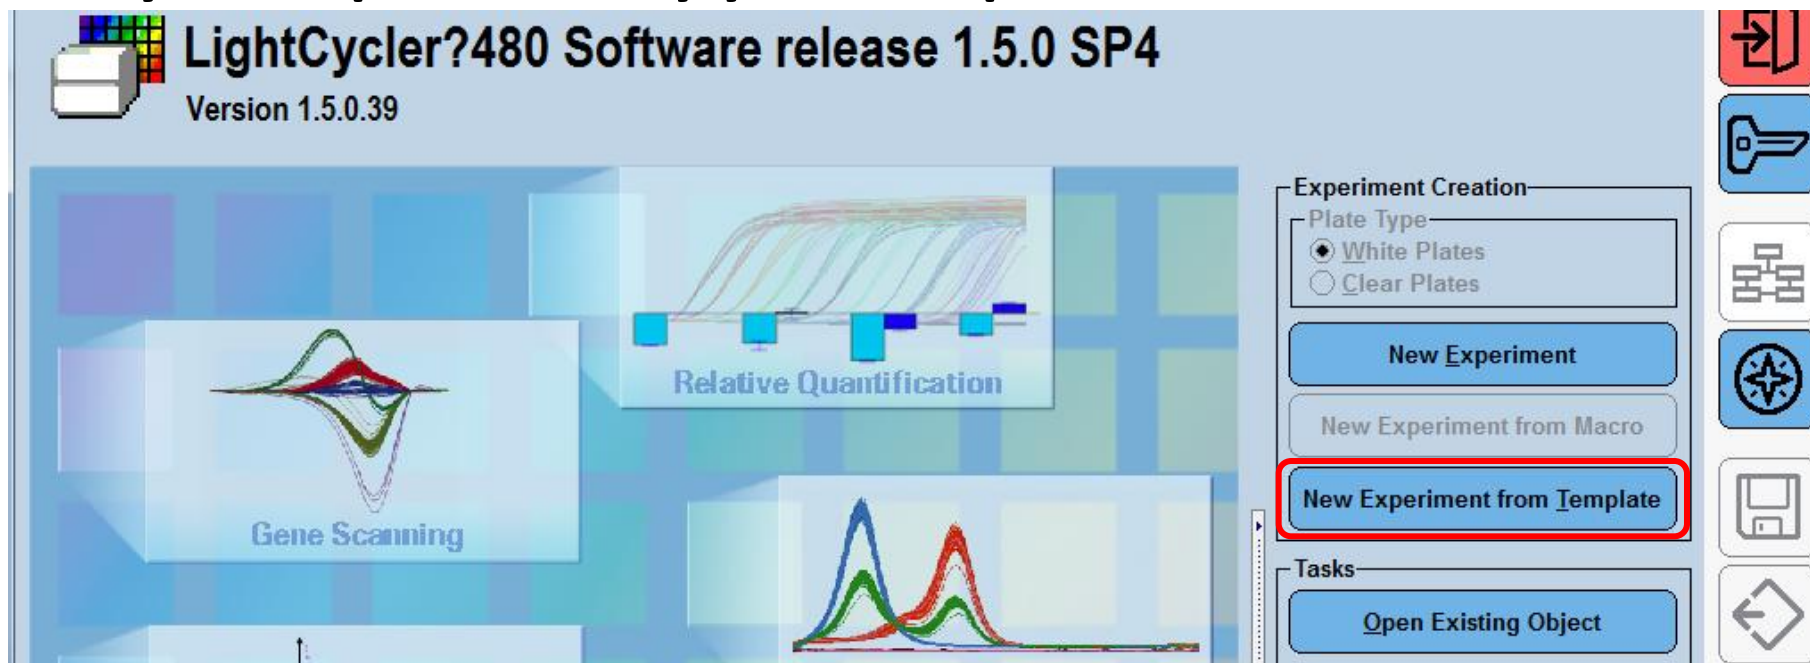 LightCycler?480 Software release 1.5.0 SP4
Version 1.5.0.39
Relative Quantification
Gene Scanning
Experiment Creation
Plate Type
White Plates
Clear Plates
New Experiment
New Experiment from Macro
New Experiment from Template
Tasks
Open Existing Object